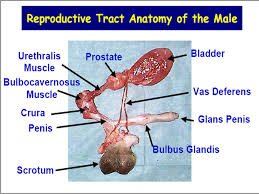 Reproductive Tract Anatomy of the Male
Urethralis
Muscle
Prostate
Bladder
Bulbocavernosus
Muscle
Vas Deferens
Crura
Penis
Glans Penis
Bulbus Glandis
Scrotum